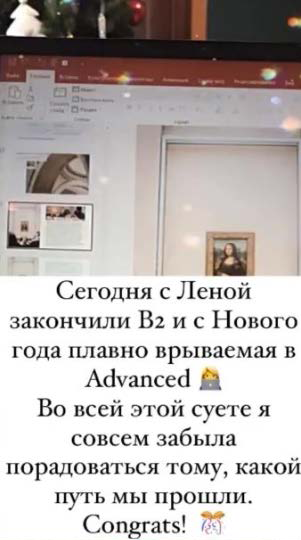 Сегодня с Леной
закончили B2 и с Нового
года плавно врываемая в
Advanced 👩‍💻
Во всей этой суете я
совсем забыла
порадоваться тому, какой
путь мы прошли.
Congrats! 🎊